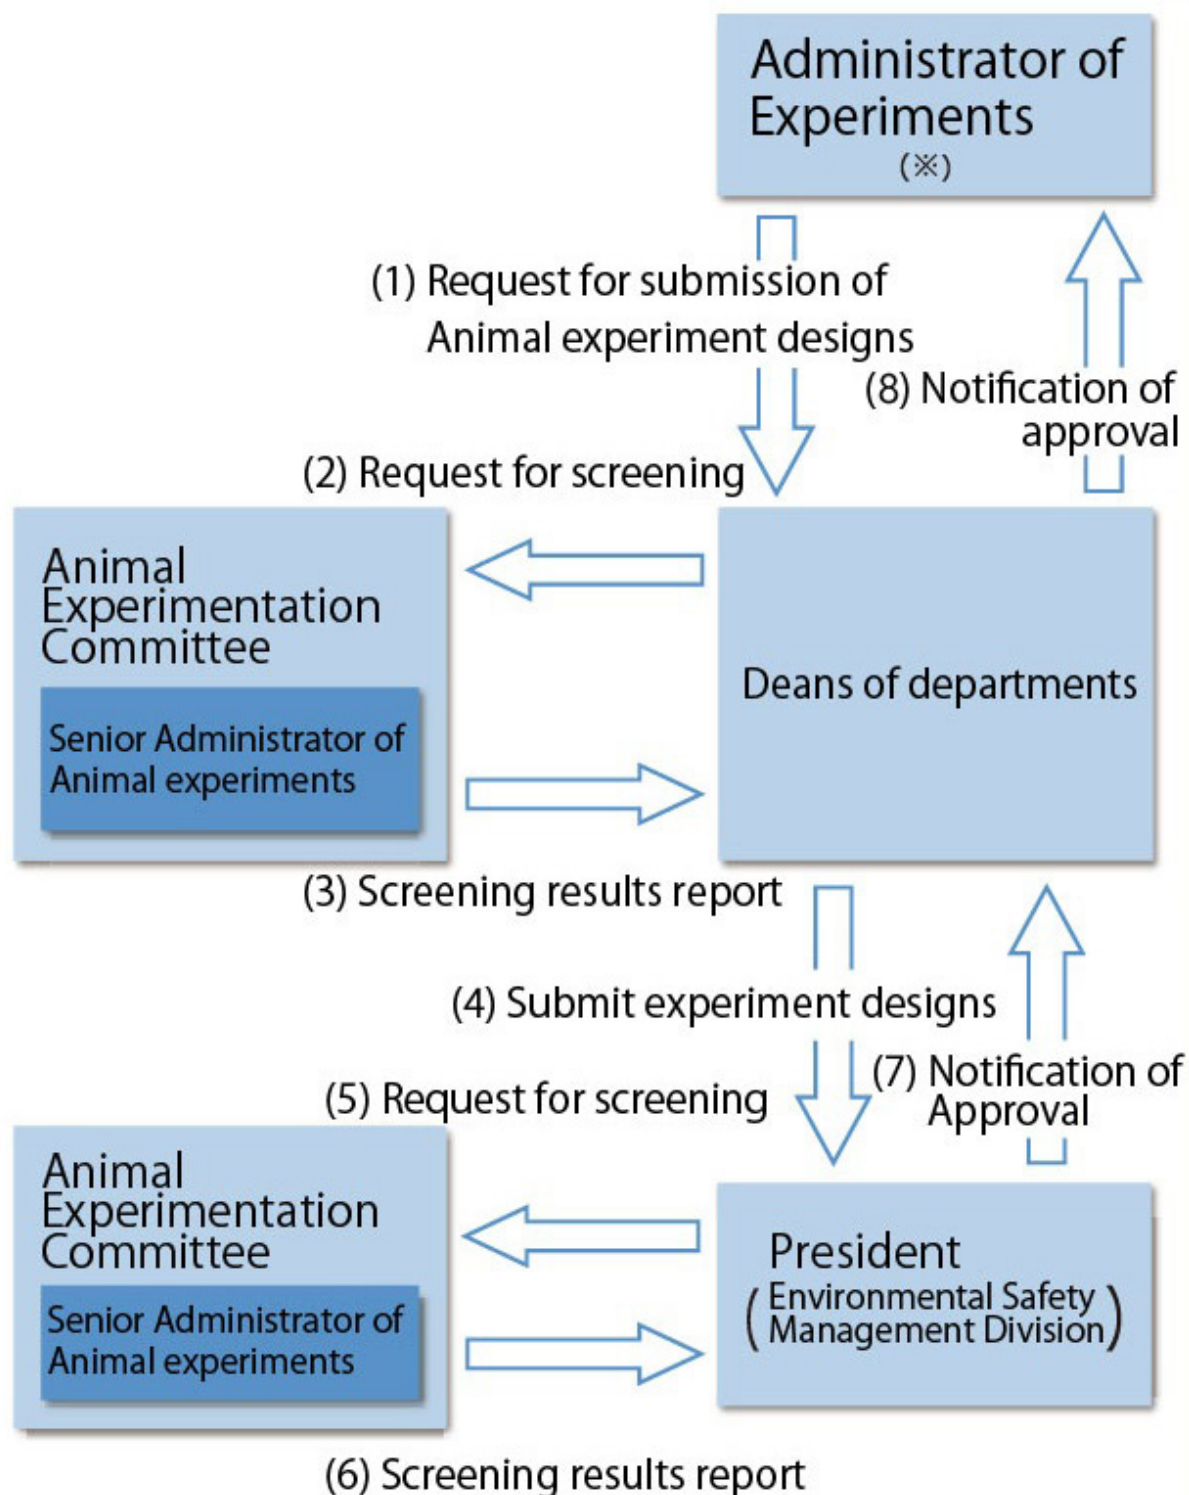 Administrator of
Experiments
(※)
(1) Request for submission of
Animal experiment designs
(8) Notification of
approval
(2) Request for screening
Animal
Experimentation
Committee
Senior Administrator of
Animal experiments
Deans of departments
(3) Screening results report
(4) Submit experiment designs
(7) Notification of
Approval
(5) Request for screening
Animal
Experimentation
Committee
Senior Administrator of
Animal experiments
President
(Environmental Safety
Management Division)
(6) Screening results report